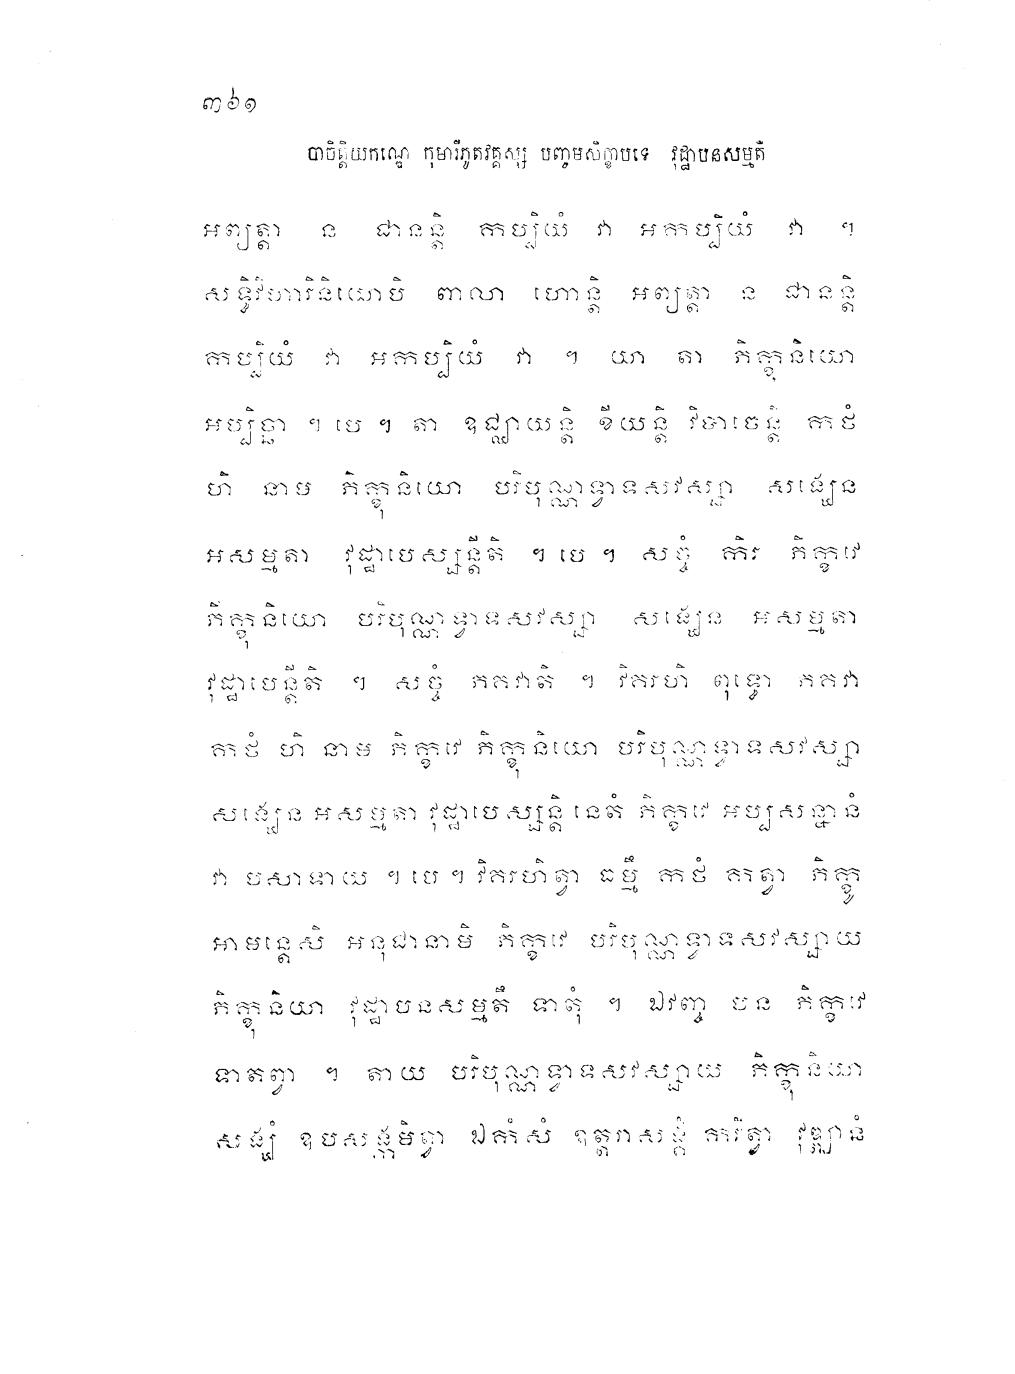 ៣៦១
បាចិត្តិយកណ្ឌេ កុមារីភូតវគ្គស្ស បញ្ចមសិក្ខាបទេ វុដ្ឋាបនសម្មតិ
អព្យត្តា ន ជានន្តិ កប្បិយំ វា អកប្បិយំ វា ។
សទ្ធិវិហារិនិយោបិ ពាលា ហោន្តិ អព្យត្តា ន ជានន្តិ
កប្បិយំ វា អកប្បិយំ វា ។ យា តា ភិក្ខុនិយោ
អប្បិច្ឆា ។ បេ ។ តា ឧជ្ឈាយន្តិ ខីយន្តិ វិបាចេន្តិ កថំ
ហិ នាម ភិក្ខុនិយោ បរិបុណ្ណទ្វាទសវស្សា សង្ឃេន
អសម្មតា វុដ្ឋាបេស្សន្តីតិ ។ បេ ។ សច្ចំ កិរ ភិក្ខវេ
ភិក្ខុនិយោ បរិបុណ្ណទ្វាទសវស្សា សង្ឃេន អសម្មតា
វុដ្ឋាបេន្តីតិ ។ សច្ចំ ភគវាតិ ។ វិគរហិ ពុទ្ធោ ភគវា
កថំ ហិ នាម ភិក្ខវេ ភិក្ខុនិយោ បរិបុណ្ណទ្វាទសវស្សា
សង្ឃេន អសម្មតា វុដ្ឋាបេស្សន្តិ នេតំ ភិក្ខវេ អប្បសន្នានំ
វា បសាទាយ ។ បេ ។ វិគរហិត្វា ធម្មឹ កថំ កត្វា ភិក្ខូ
អាមន្តេសិ អនុជានាមិ ភិក្ខវេ បរិបុណ្ណទ្វាទសវស្សាយ
ភិក្ខុនិយា វុដ្ឋាបនសម្មតឹ ទាតុំ ។ ឯវញ្ច បន ភិក្ខវេ
ទាតព្វា ។ តាយ បរិបុណ្ណទ្វាទសវស្សាយ ភិក្ខុនិយា
សង្ឃំ ឧបសង្កមិត្វា ឯកំសំ ឧត្តរាសង្គំ ការិត្វា វុឌ្ឍានំ